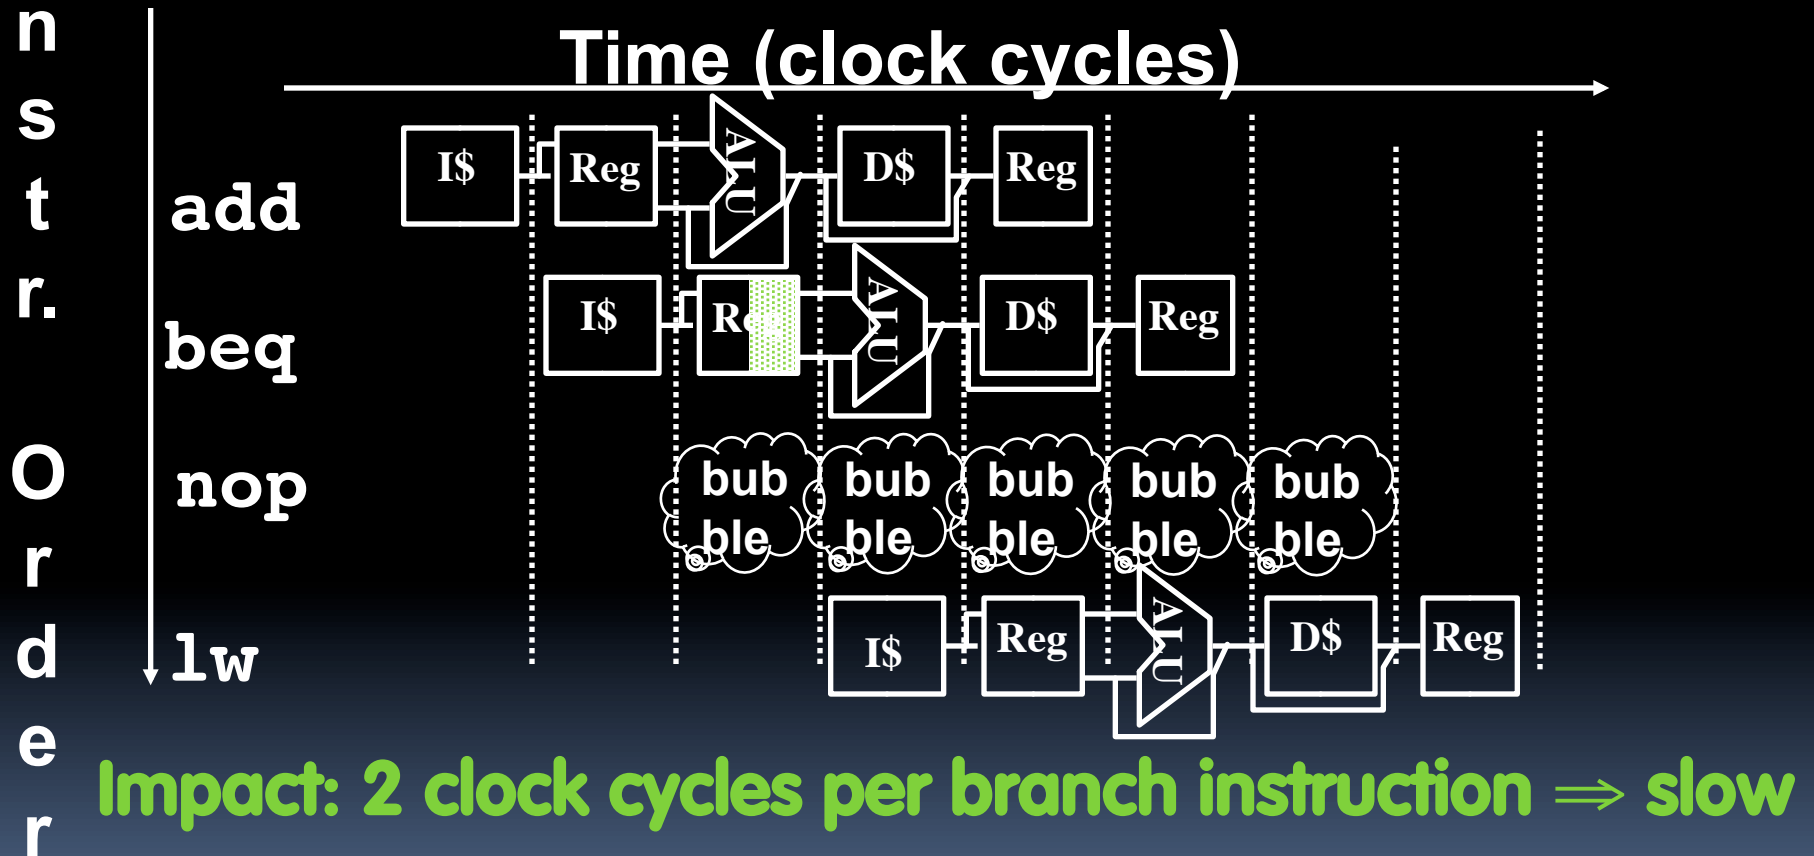 Time (clock cycles)
n
s
t
r.
O
r
d
e
r
add
I$ Reg ALU D$ Reg
beq
I$ Reg ALU D$ Reg
nop
bub bub bub bub bub
ble ble ble ble ble
lw
I$ Reg ALU D$ Reg
Impact: 2 clock cycles per branch instruction ⇒ slow